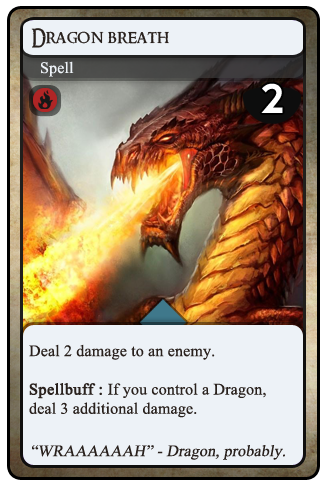 DRAGON BREATH
Spell
2
Deal 2 damage to an enemy.
Spellbuff : If you control a Dragon,
deal 3 additional damage.
“WRAAAAAAH” - Dragon, probably.